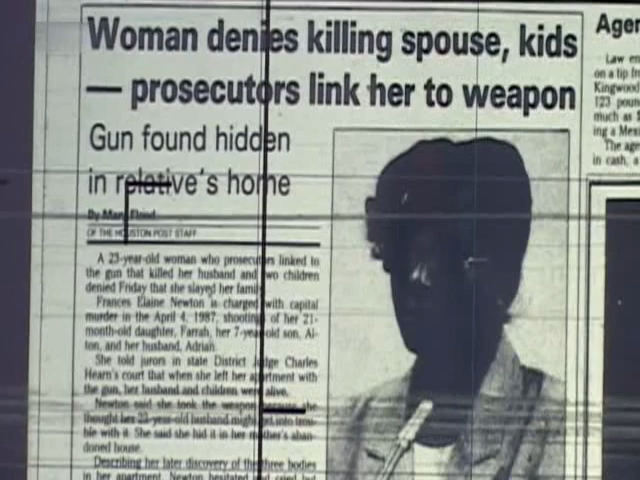 Woman denies killing spouse, kids
— prosecutors link her to weapon
Gun found hidden
in relative's home
OF THE HOUSTON POST STAFF
A 23-year-old woman who prosecutors linked to
the gun that killed her husband and two children
denied Friday that she slayed her family.
Frances Elaine Newton is charged with capital
murder in the April 4, 1987, shooting of her 21-
month-old daughter, Farrah, her 7-year-old son, Al-
ton, and her husband, Adrian.
She told jurors in state District Judge Charles
Hearn's court that when she left her apartment with
the gun, her husband and children were alive.
Newton said she took the weapon because she
thought her 23-year-old husband might get into trou-
ble with it. She said she hid it in her mother's aban-
doned house.
Describing her later discovery of the three bodies
in her apartment, Newton hesitated and cried but
Ager
Law en
on a tip fr
Kingwood
123 poun
much as $
ing a Mexi
The age
in cash, a